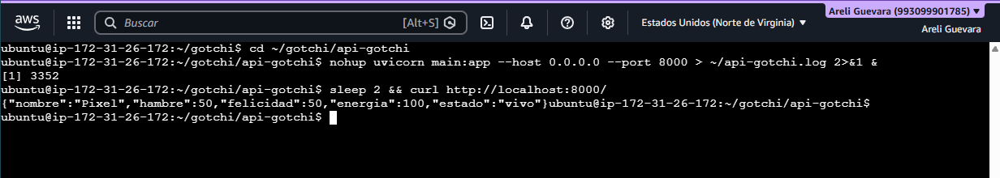 Areli Guevara (993099901785) ▼
aws
Buscar
[Alt+S]
Estados Unidos (Norte de Virginia) ▼
Areli Guevara
ubuntu@ip-172-31-26-172:~/gotchi$ cd ~/gotchi/api-gotchi
ubuntu@ip-172-31-26-172:~/gotchi/api-gotchi$ nohup uvicorn main:app --host 0.0.0.0 --port 8000 > ~/api-gotchi.log 2>&1 &
[1] 3352
ubuntu@ip-172-31-26-172:~/gotchi/api-gotchi$ sleep 2 && curl http://localhost:8000/
{"nombre":"Pixel","hambre":50,"felicidad":50,"energia":100,"estado":"vivo"}ubuntu@ip-172-31-26-172:~/gotchi/api-gotchi$
ubuntu@ip-172-31-26-172:~/gotchi/api-gotchi$